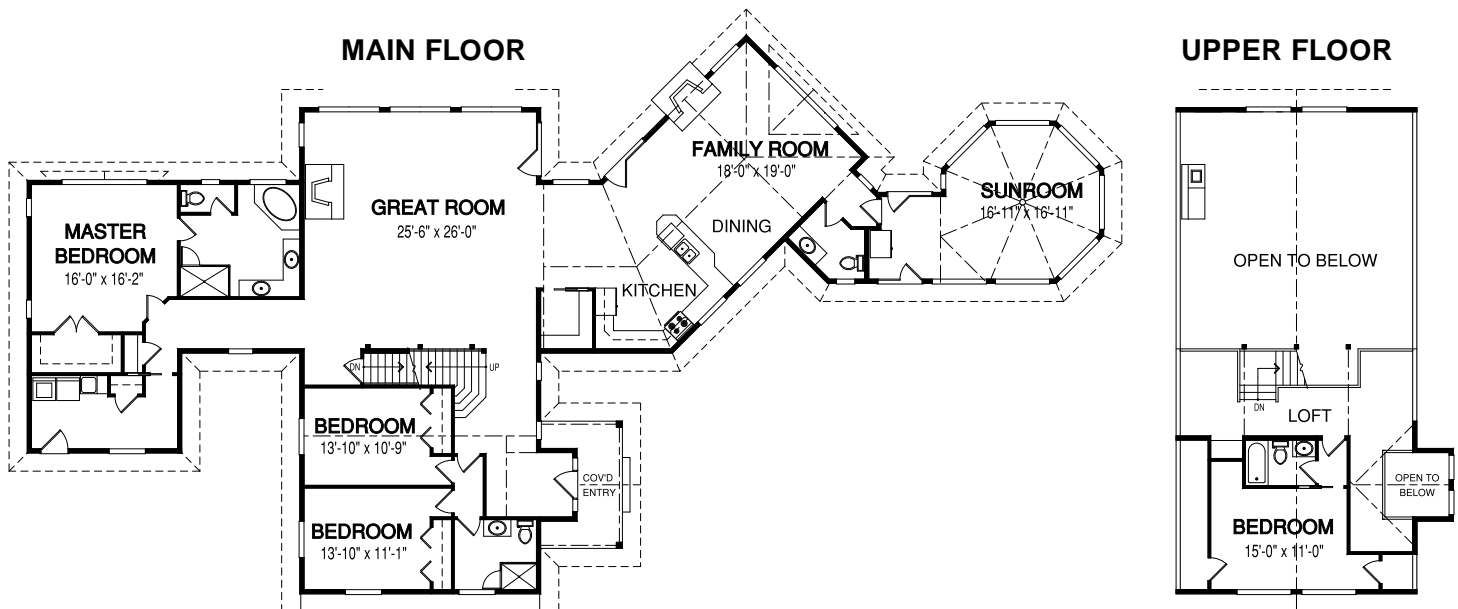 MAIN FLOOR
MASTER
BEDROOM
16'-0" x 16'-2"
GREAT ROOM
25'-6" x 26'-0"
FAMILY ROOM
18'-0" x 19'-0"
DINING
KITCHEN
SUNROOM
16'-11" x 16'-11"
DN
UP
BEDROOM
13'-10" x 10'-9"
BEDROOM
13'-10" x 11'-1"
COV'D
ENTRY
UPPER FLOOR
OPEN TO BELOW
DN
LOFT
OPEN TO
BELOW
BEDROOM
15'-0" x 11'-0"